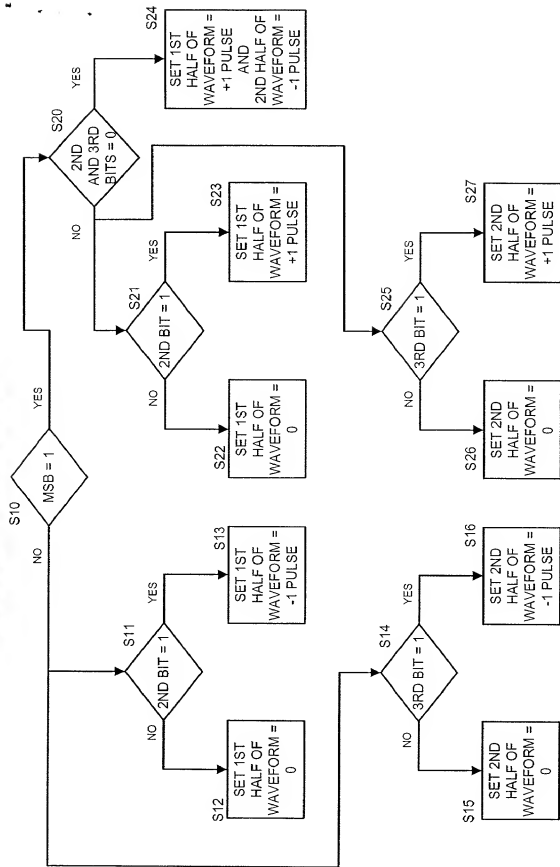 S10
MSB = 1
NO
YES
S20
2ND
AND 3RD
BITS = 0
NO
YES
S24
SET 1ST
HALF OF
WAVEFORM =
+1 PULSE
AND
2ND HALF OF
WAVEFORM =
-1 PULSE
S11
2ND BIT = 1
NO
YES
S12
SET 1ST
HALF OF
WAVEFORM =
0
S13
SET 1ST
HALF OF
WAVEFORM =
-1 PULSE
S21
2ND BIT = 1
NO
YES
S22
SET 1ST
HALF OF
WAVEFORM =
0
S23
SET 1ST
HALF OF
WAVEFORM =
+1 PULSE
S14
3RD BIT = 1
NO
YES
S15
SET 2ND
HALF OF
WAVEFORM =
0
S16
SET 2ND
HALF OF
WAVEFORM =
-1 PULSE
S25
3RD BIT = 1
NO
YES
S26
SET 2ND
HALF OF
WAVEFORM =
0
S27
SET 2ND
HALF OF
WAVEFORM =
+1 PULSE